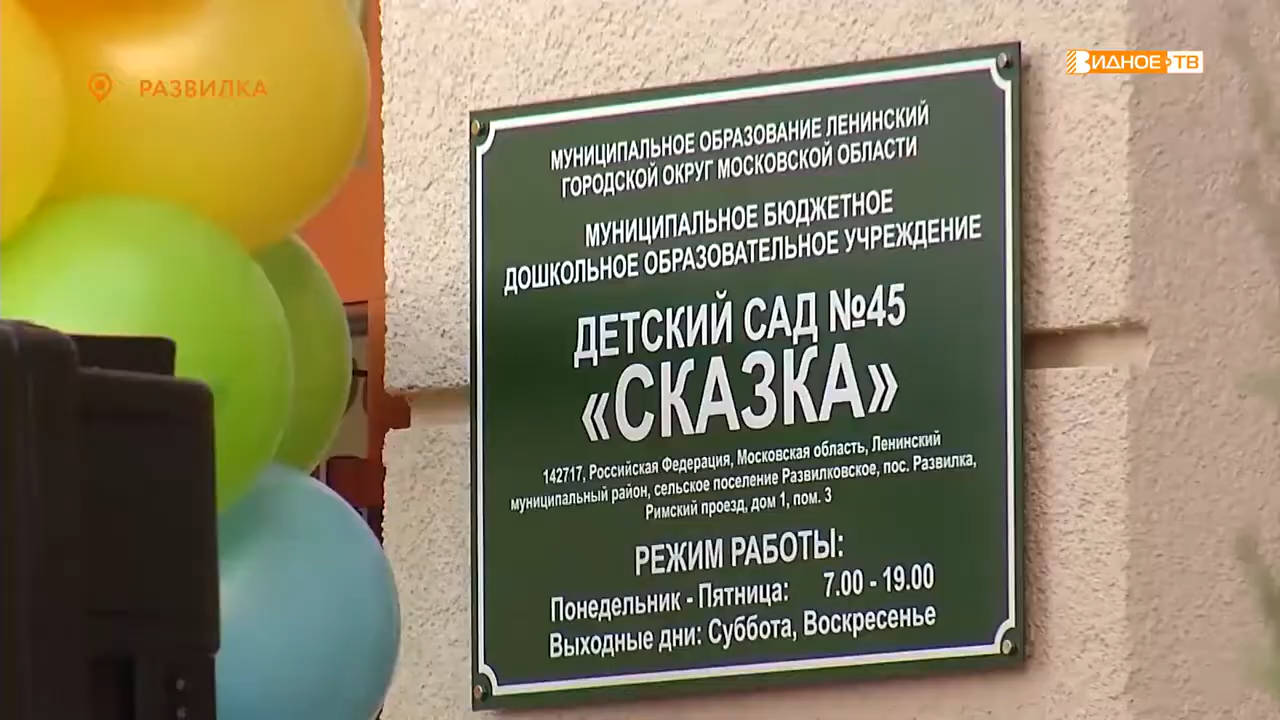 РАЗВИЛКА
ВИДНОЕ-ТВ
МУНИЦИПАЛЬНОЕ ОБРАЗОВАНИЕ ЛЕНИНСКИЙ
ГОРОДСКОЙ ОКРУГ МОСКОВСКОЙ ОБЛАСТИ
МУНИЦИПАЛЬНОЕ БЮДЖЕТНОЕ
ДОШКОЛЬНОЕ ОБРАЗОВАТЕЛЬНОЕ УЧРЕЖДЕНИЕ
ДЕТСКИЙ САД №45
«СКАЗКА»
142717, Российская Федерация, Московская область, Ленинский
муниципальный район, сельское поселение Развилковское, пос. Развилка,
Римский проезд, дом 1, пом. 3
РЕЖИМ РАБОТЫ:
Понедельник - Пятница: 7.00 - 19.00
Выходные дни: Суббота, Воскресенье